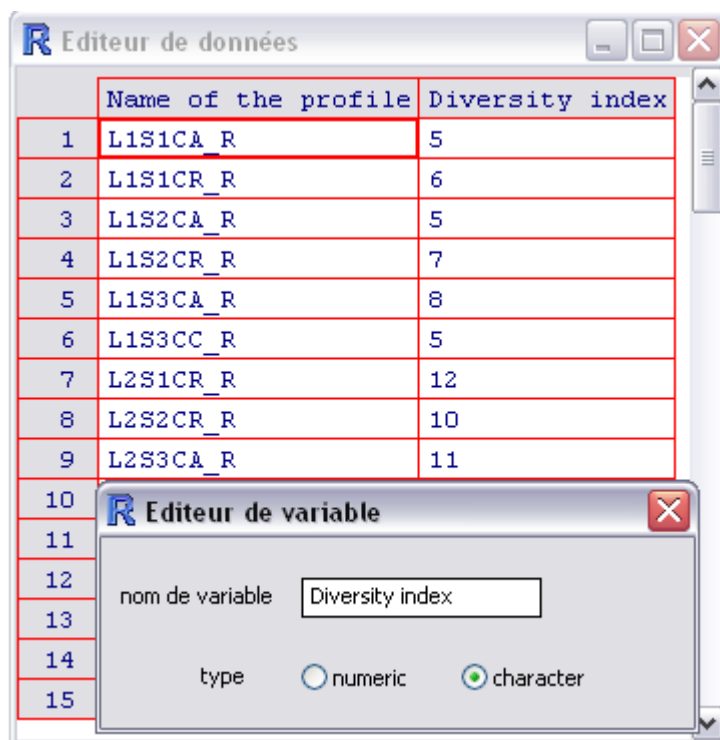 R Editeur de données
Name of the profile Diversity index
1 L1S1CA_R 5
2 L1S1CR_R 6
3 L1S2CA_R 5
4 L1S2CR_R 7
5 L1S3CA_R 8
6 L1S3CC_R 5
7 L2S1CR_R 12
8 L2S2CR_R 10
9 L2S3CA_R 11
10
11
12
13
14
15
R Editeur de variable
nom de variable Diversity index
type numeric character